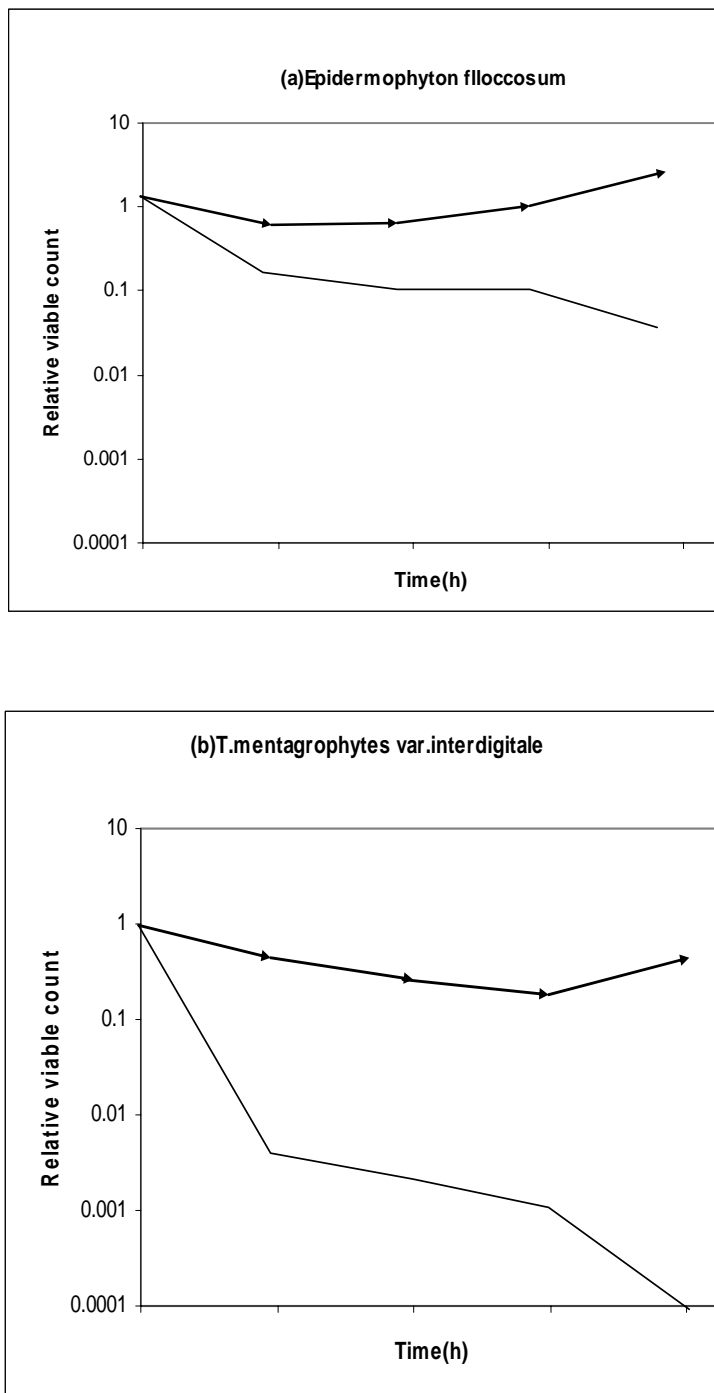 (a)Epidermophyton flloccosum
10
1
0.1
0.01
0.001
0.0001
Relative viable count
Time(h)
(b)T.mentagrophytes var.interdigitale
10
1
0.1
0.01
0.001
0.0001
Relative viable count
Time(h)